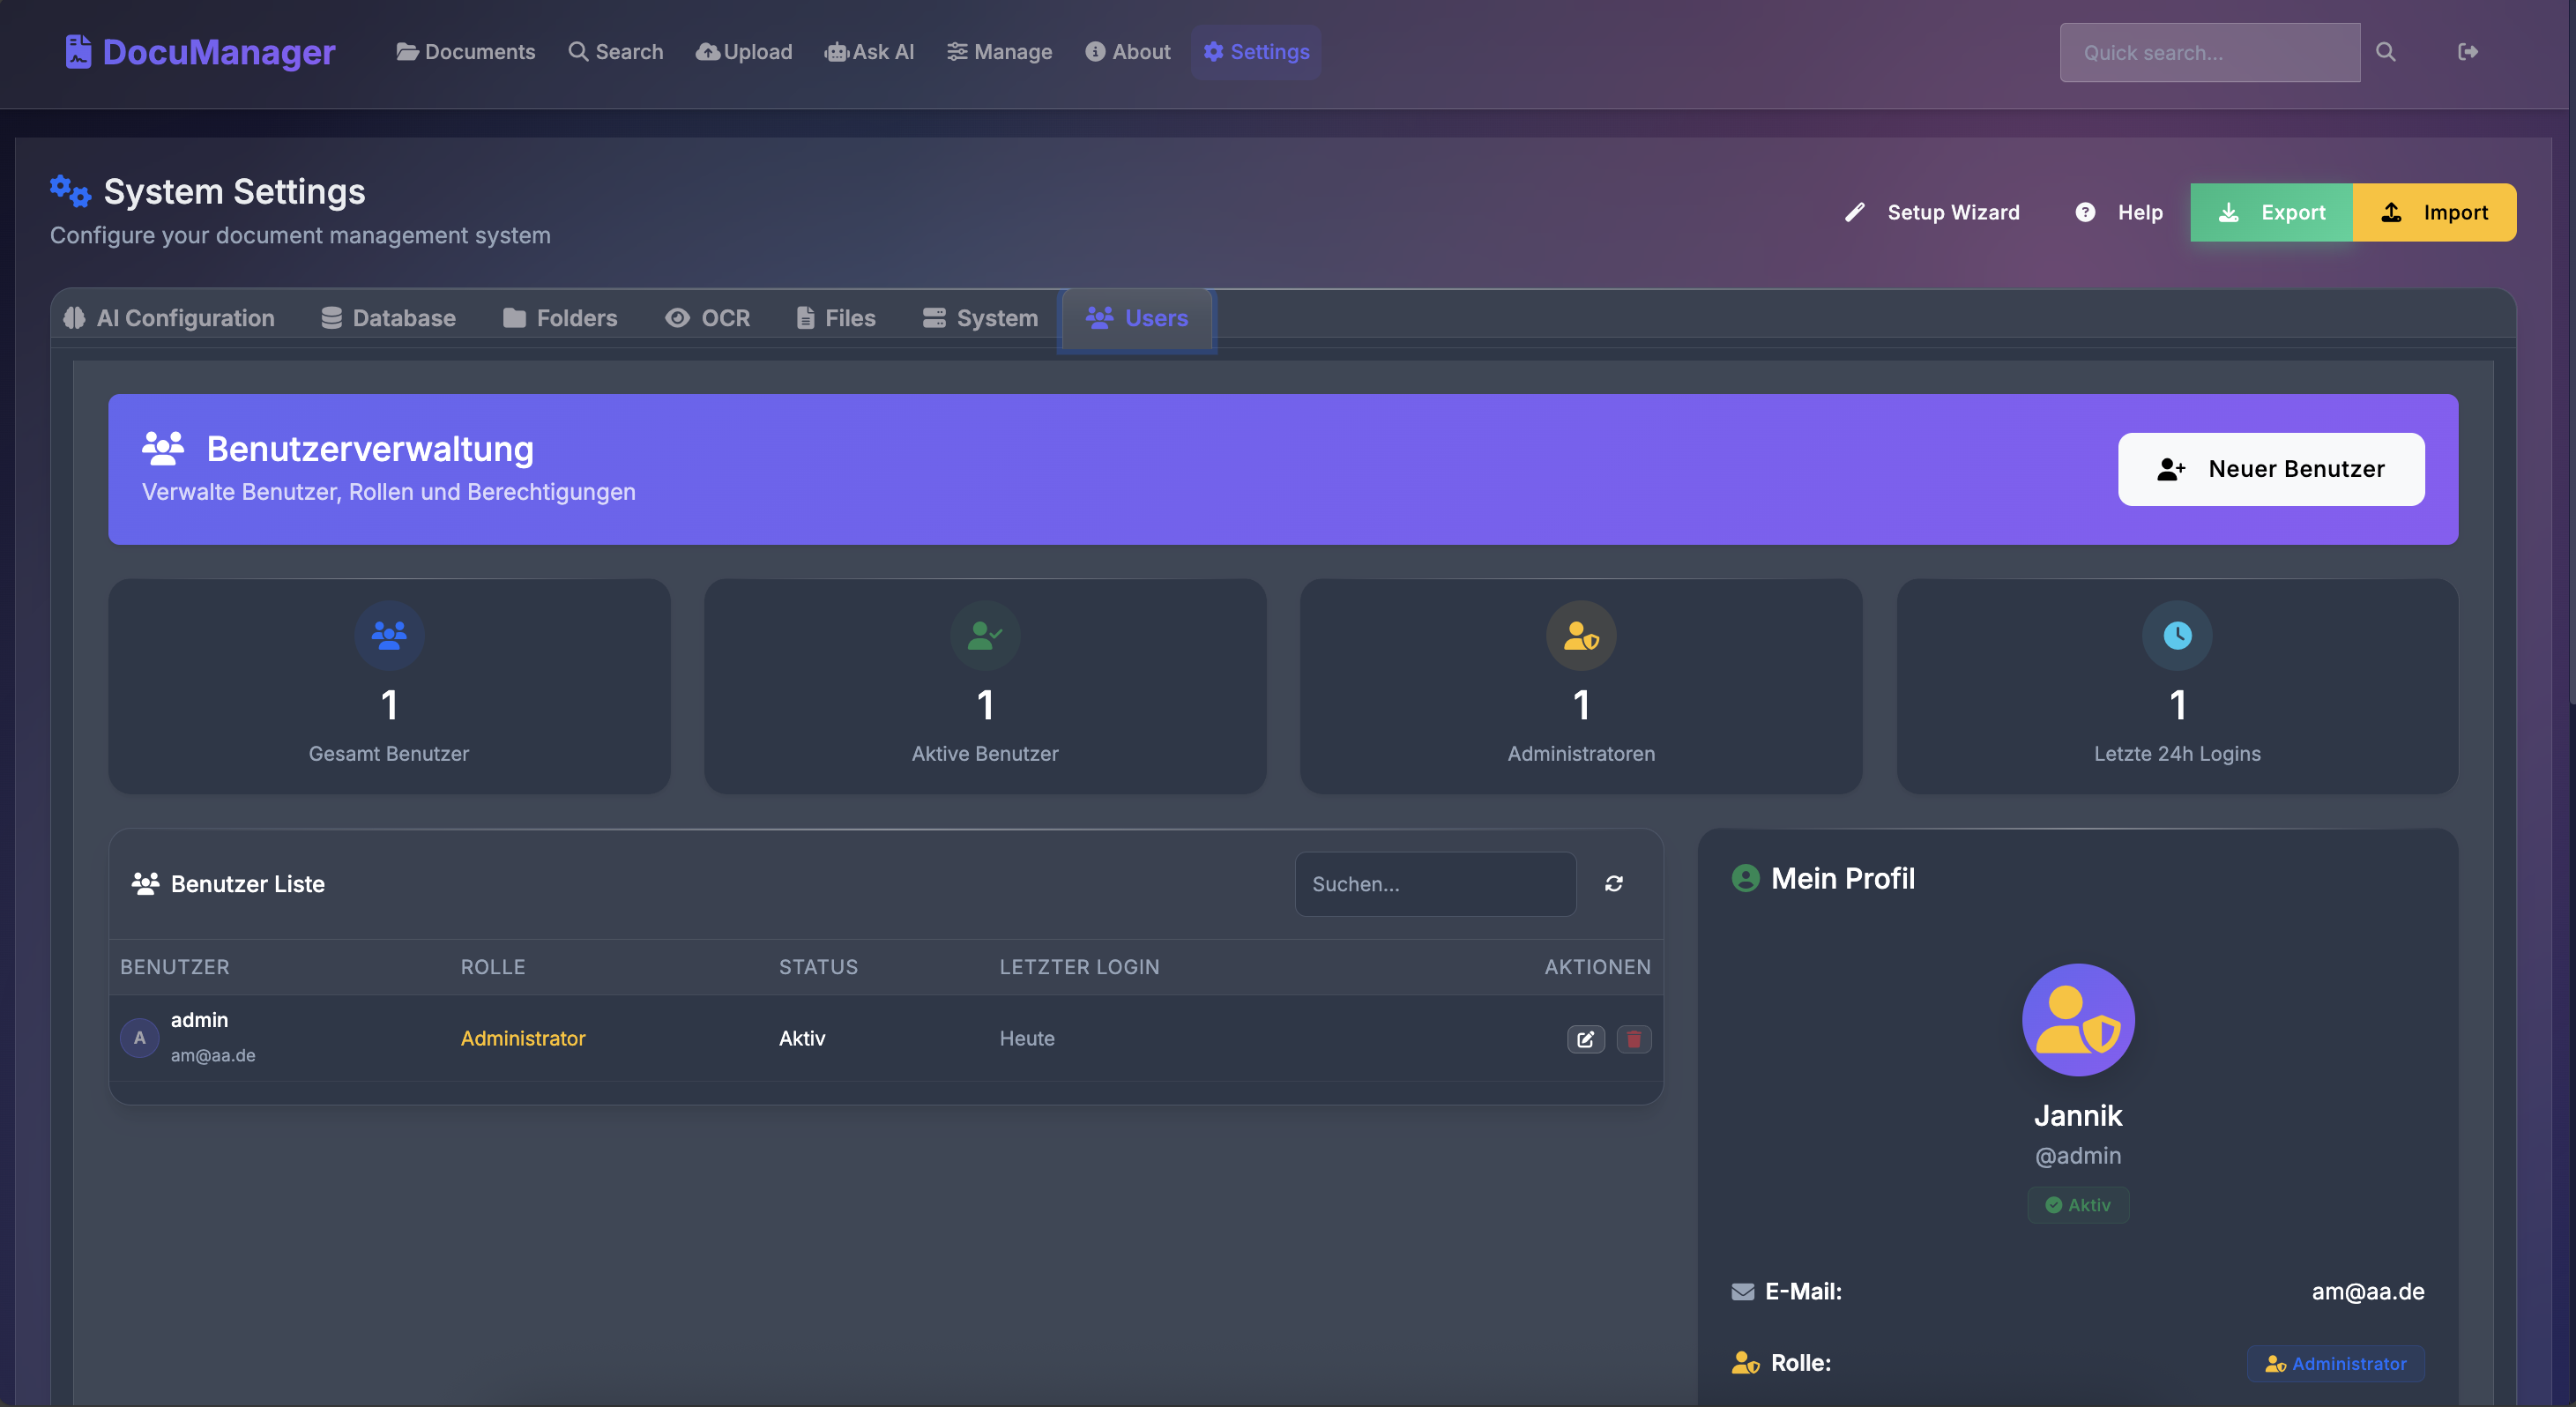 DocuManager
Documents
Search
Upload
Ask AI
Manage
About
Settings
Quick search...
System Settings
Configure your document management system
Setup Wizard
Help
Export
Import
AI Configuration
Database
Folders
OCR
Files
System
Users
Benutzerverwaltung
Verwalte Benutzer, Rollen und Berechtigungen
Neuer Benutzer
1
Gesamt Benutzer
1
Aktive Benutzer
1
Administratoren
1
Letzte 24h Logins
Benutzer Liste
Suchen...
BENUTZER
ROLLE
STATUS
LETZTER LOGIN
AKTIONEN
A
admin
am@aa.de
Administrator
Aktiv
Heute
Mein Profil
Jannik
@admin
Aktiv
E-Mail:
am@aa.de
Rolle:
Administrator